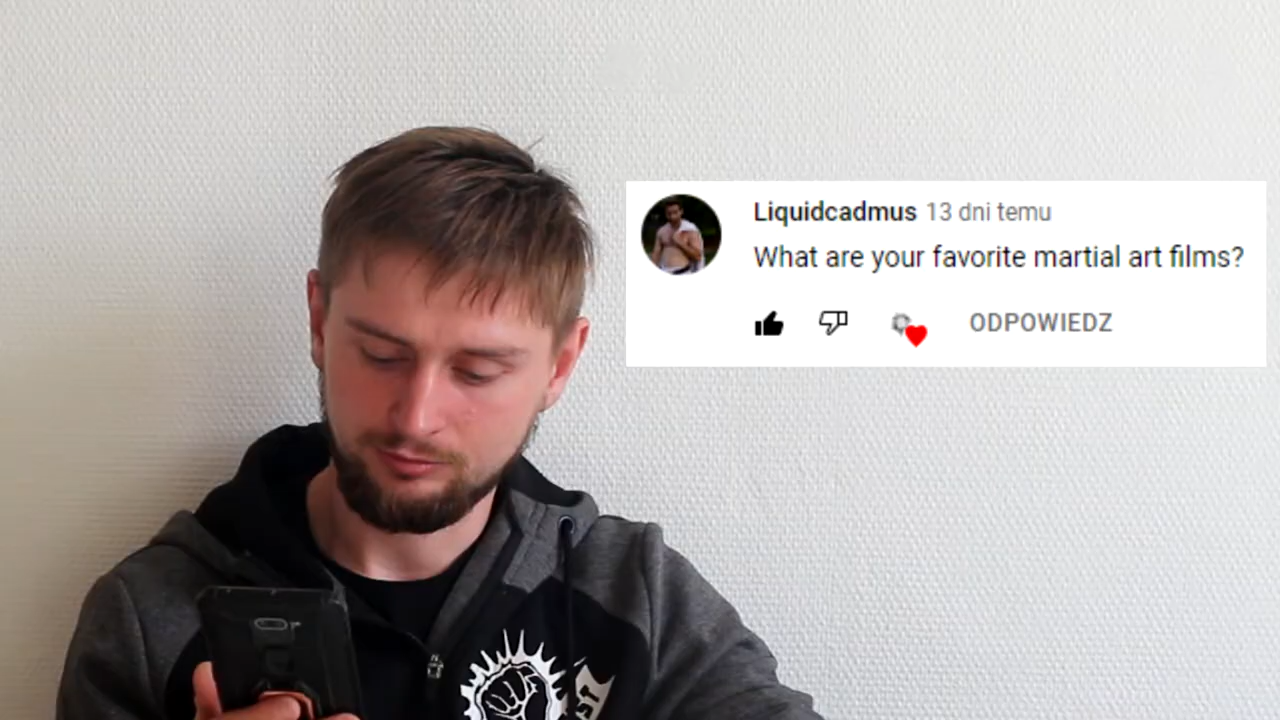 Liquidcadmus 13 dni temu
What are your favorite martial art films?
ODPOWIEDZ